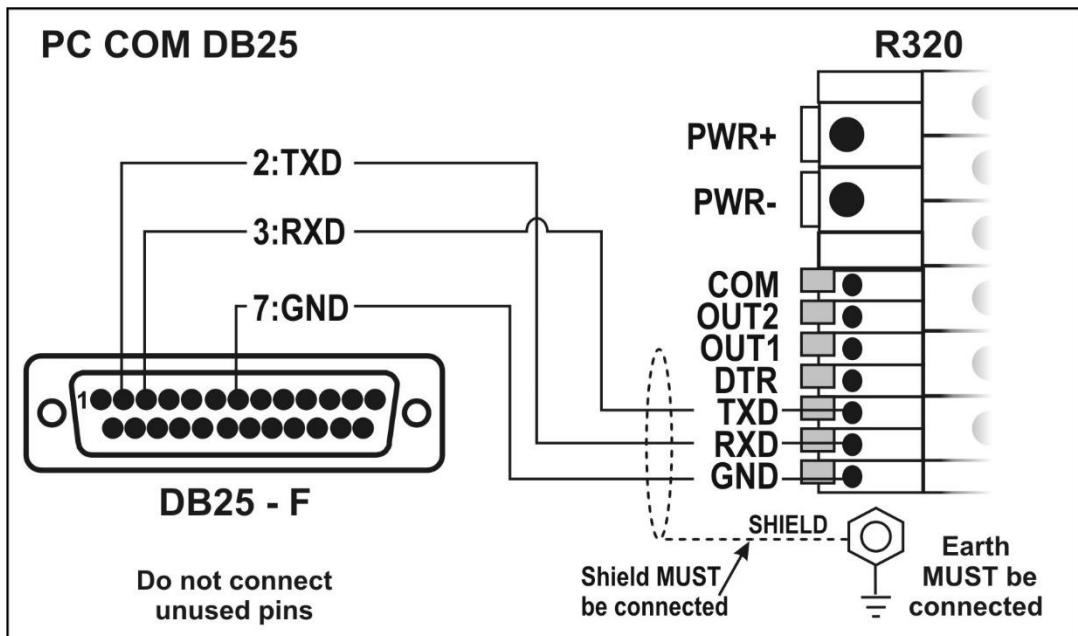 PC COM DB25
R320
PWR+
2:TXD
PWR-
3:RXD
COM
7:GND
OUT2
OUT1
DTR
1
TXD
RXD
GND
DB25 - F
SHIELD
Do not connect
unused pins
Shield MUST
be connected
Earth
MUST be
connected